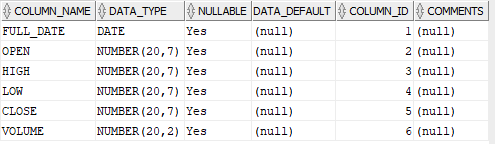 COLUMN_NAME DATA_TYPE NULLABLE DATA_DEFAULT COLUMN_ID COMMENTS
FULL_DATE DATE Yes (null) 1 (null)
OPEN NUMBER(20,7) Yes (null) 2 (null)
HIGH NUMBER(20,7) Yes (null) 3 (null)
LOW NUMBER(20,7) Yes (null) 4 (null)
CLOSE NUMBER(20,7) Yes (null) 5 (null)
VOLUME NUMBER(20,2) Yes (null) 6 (null)